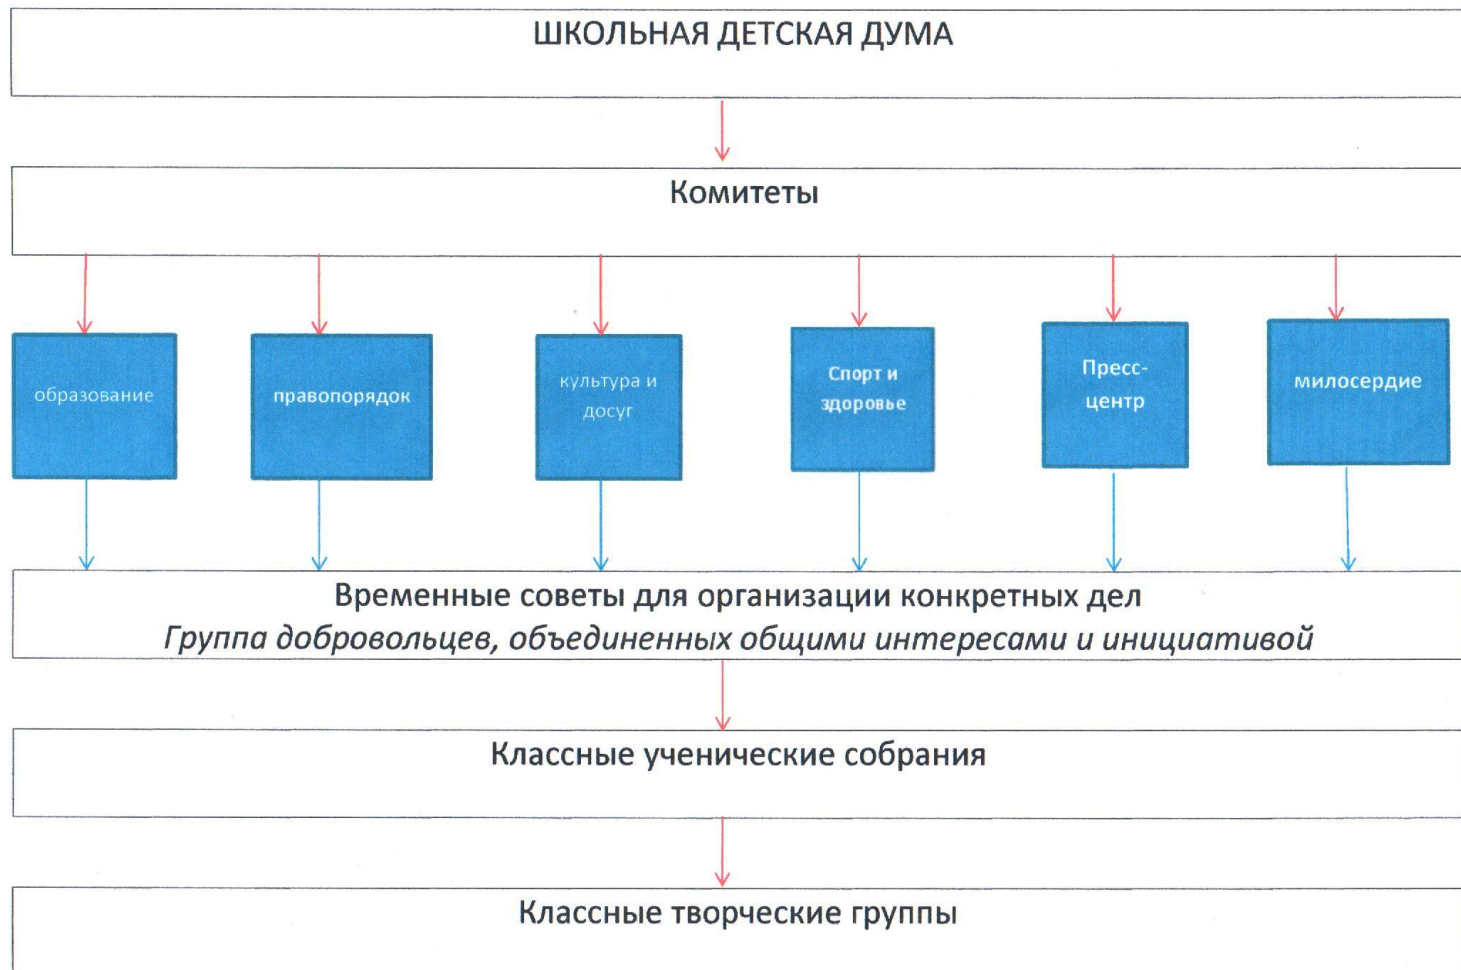 ШКОЛЬНАЯ ДЕТСКАЯ ДУМА
Комитеты
образование
правопорядок
культура и
досуг
Спорт и
здоровье
Пресс-
центр
милосердие
Временные советы для организации конкретных дел
Группа добровольцев, объединенных общими интересами и инициативой
Классные ученические собрания
Классные творческие группы